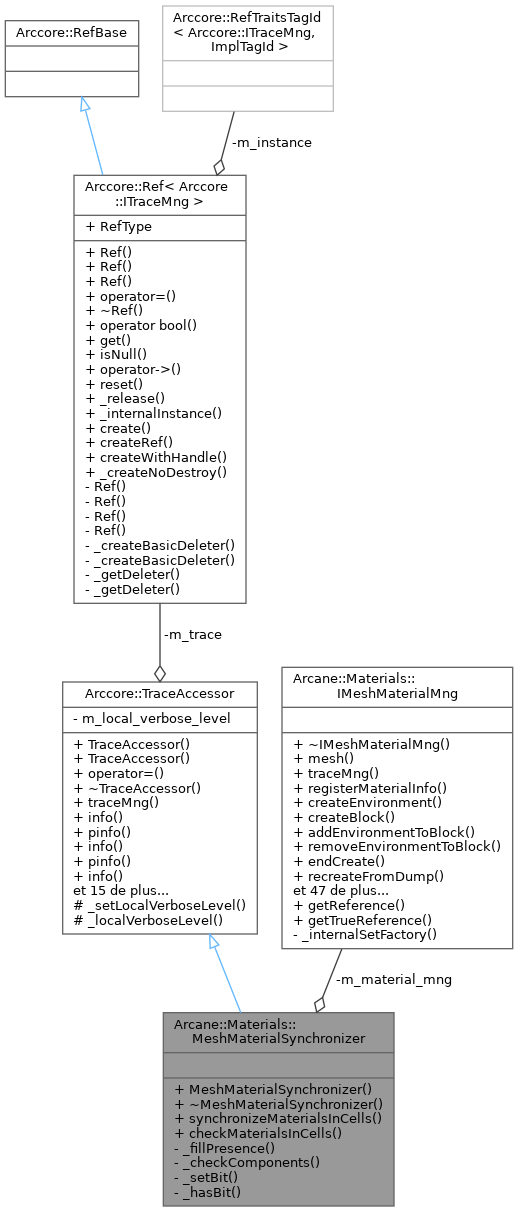 Arccore::RefBase
Arccore::RefTraitsTagId
< Arccore::ITraceMng,
ImplTagId >
-m_instance
Arccore::Ref< Arccore
::ITraceMng >
+ RefType
+ Ref()
+ Ref()
+ Ref()
+ operator=()
+ ~Ref()
+ operator bool()
+ get()
+ isNull()
+ operator->()
+ reset()
+ _release()
+ _internalInstance()
+ create()
+ createRef()
+ createWithHandle()
+ _createNoDestroy()
- Ref()
- Ref()
- Ref()
- Ref()
- _createBasicDeleter()
- _createBasicDeleter()
- _getDeleter()
- _getDeleter()
-m_trace
Arccore::TraceAccessor
- m_local_verbose_level
+ TraceAccessor()
+ TraceAccessor()
+ operator=()
+ ~TraceAccessor()
+ traceMng()
+ info()
+ pinfo()
+ info()
+ pinfo()
+ info()
et 15 de plus...
# _setLocalVerboseLevel()
# _localVerboseLevel()
Arcane::Materials::
IMeshMaterialMng
+ ~IMeshMaterialMng()
+ mesh()
+ traceMng()
+ registerMaterialInfo()
+ createEnvironment()
+ createBlock()
+ addEnvironmentToBlock()
+ removeEnvironmentToBlock()
+ endCreate()
+ recreateFromDump()
et 47 de plus...
+ getReference()
+ getTrueReference()
- _internalSetFactory()
-m_material_mng
Arcane::Materials::
MeshMaterialSynchronizer
+ MeshMaterialSynchronizer()
+ ~MeshMaterialSynchronizer()
+ synchronizeMaterialsInCells()
+ checkMaterialsInCells()
- _fillPresence()
- _checkComponents()
- _setBit()
- _hasBit()